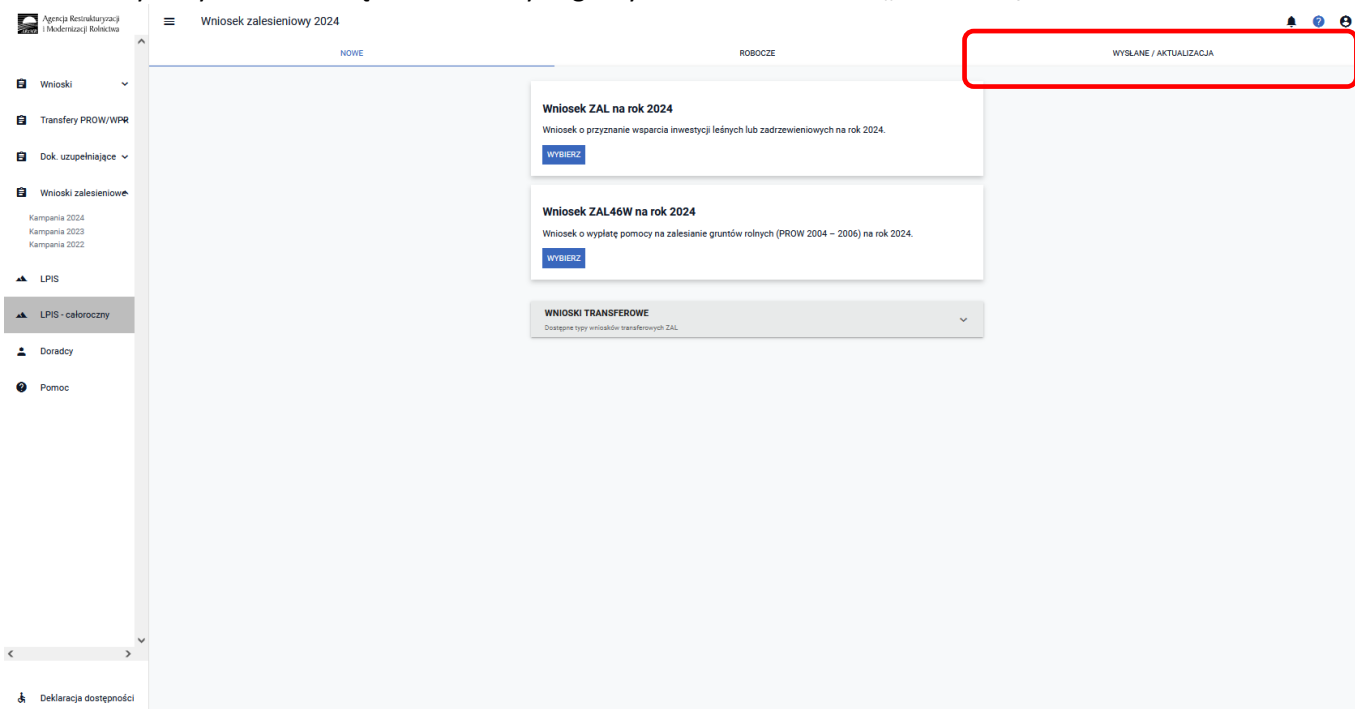 Agencja Restrukturyzacji
i Modernizacji Rolnictwa
Wniosek zalesieniowy 2024
NOWE
ROBOCZE
WYSŁANE / AKTUALIZACJA
Wnioski
Transfery PROW/WPR
Dok. uzupełniające
Wnioski zalesieniowe
Kampania 2024
Kampania 2023
Kampania 2022
LPIS
LPIS - całoroczny
Doradcy
Pomoc
Deklaracja dostępności
Wniosek ZAL na rok 2024
Wniosek o przyznanie wsparcia inwestycji leśnych lub zadrzewieniowych na rok 2024.
WYBIERZ
Wniosek ZAL46W na rok 2024
Wniosek o wypłatę pomocy na zalesianie gruntów rolnych (PROW 2004 – 2006) na rok 2024.
WYBIERZ
WNIOSKI TRANSFEROWE
Dostępne typy wniosków transferowych ZAL